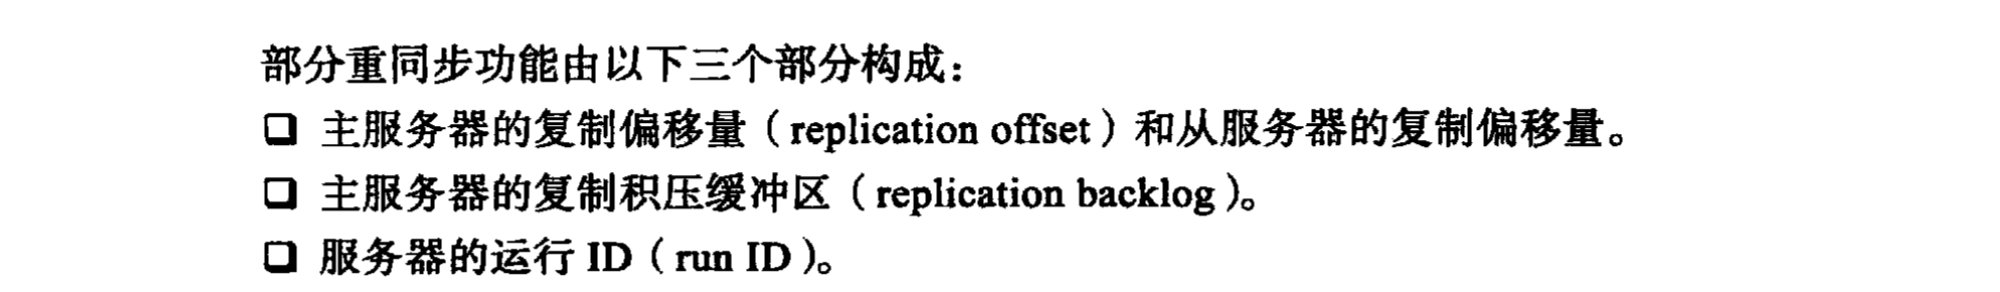 部分重同步功能由以下三个部分构成：
❑ 主服务器的复制偏移量（replication offset）和从服务器的复制偏移量。
❑ 主服务器的复制积压缓冲区（replication backlog）。
❑ 服务器的运行 ID（run ID）。